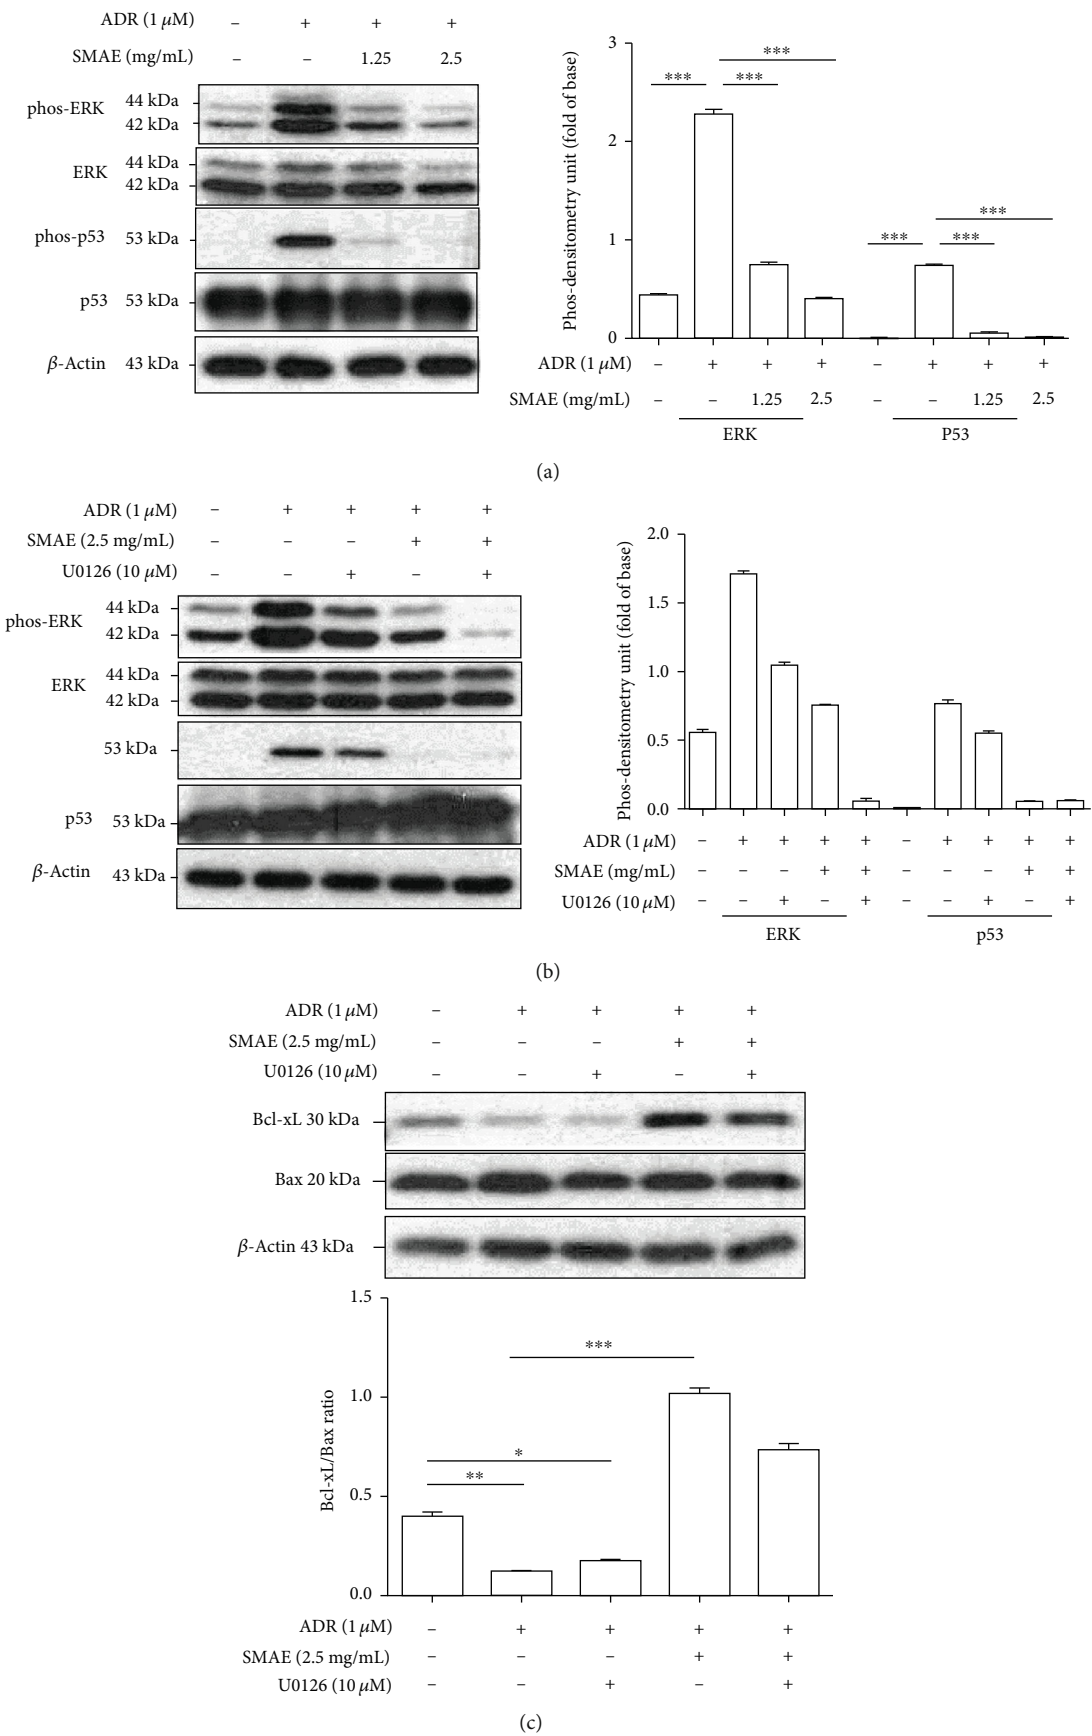 ADR (1 μM) – + + +
SMAE (mg/mL) – – 1.25 2.5
phos-ERK 44 kDa
42 kDa
ERK 44 kDa
42 kDa
phos-p53 53 kDa
p53 53 kDa
β-Actin 43 kDa
Phos-densitometry unit (fold of base)
3
2
1
0
*** *** ***
*** *** ***
ADR (1 μM) – + + + – + + +
SMAE (mg/mL) – – 1.25 2.5 – – 1.25 2.5
ERK P53
(a)
ADR (1 μM) – + + + +
SMAE (2.5 mg/mL) – – – + +
U0126 (10 μM) – – + – +
phos-ERK 44 kDa
42 kDa
ERK 44 kDa
42 kDa
53 kDa
p53 53 kDa
β-Actin 43 kDa
Phos-densitometry unit (fold of base)
2.0
1.5
1.0
0.5
0.0
ADR (1 μM) – + + + + – + + + +
SMAE (mg/mL) – – – + + – – – + +
U0126 (10 μM) – – + – + – – + – +
ERK p53
(b)
ADR (1 μM) – + + + +
SMAE (2.5 mg/mL) – – – + +
U0126 (10 μM) – – + – +
Bcl-xL 30 kDa
Bax 20 kDa
β-Actin 43 kDa
Bcl-xL/Bax ratio
1.5
1.0
0.5
0.0
***
*
**
ADR (1 μM) – + + + +
SMAE (2.5 mg/mL) – – – + +
U0126 (10 μM) – – + – +
(c)